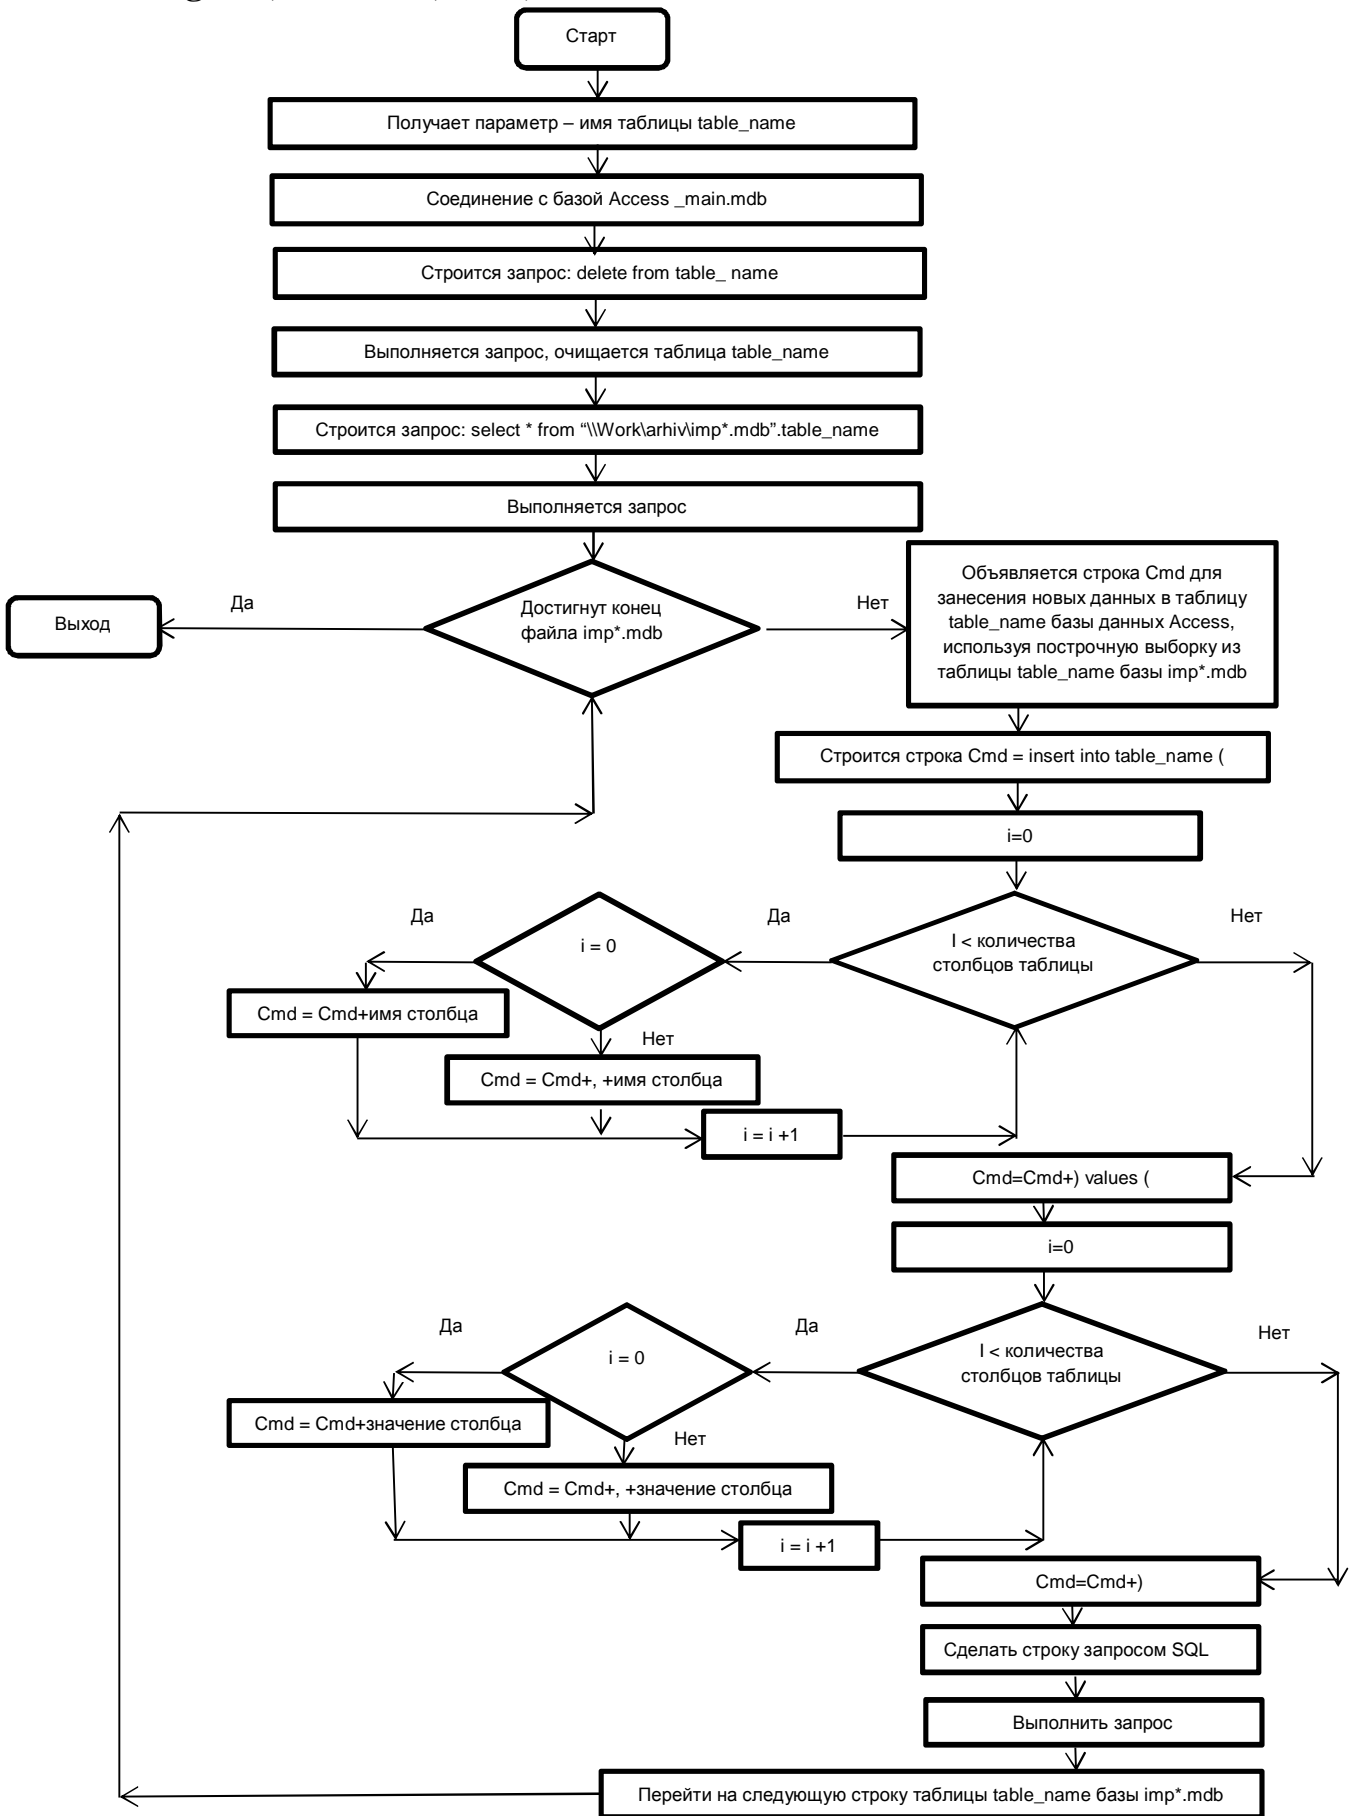 Старт
Получает параметр – имя таблицы table_name
Соединение с базой Access _main.mdb
Строится запрос: delete from table_ name
Выполняется запрос, очищается таблица table_name
Строится запрос: select * from “\\Work\arhiv\imp*.mdb”.table_name
Выполняется запрос
Достигнут конец
файла imp*.mdb
Да
Выход
Нет
Объявляется строка Cmd для
занесения новых данных в таблицу
table_name базы данных Access,
используя построчную выборку из
таблицы table_name базы imp*.mdb
Строится строка Cmd = insert into table_name (
i=0
I < количества
столбцов таблицы
Да
Нет
i = 0
Да
Cmd = Cmd+имя столбца
Нет
Cmd = Cmd+, +имя столбца
i = i +1
Cmd=Cmd+) values (
i=0
I < количества
столбцов таблицы
Да
Нет
i = 0
Да
Cmd = Cmd+значение столбца
Нет
Cmd = Cmd+, +значение столбца
i = i +1
Cmd=Cmd+)
Сделать строку запросом SQL
Выполнить запрос
Перейти на следующую строку таблицы table_name базы imp*.mdb